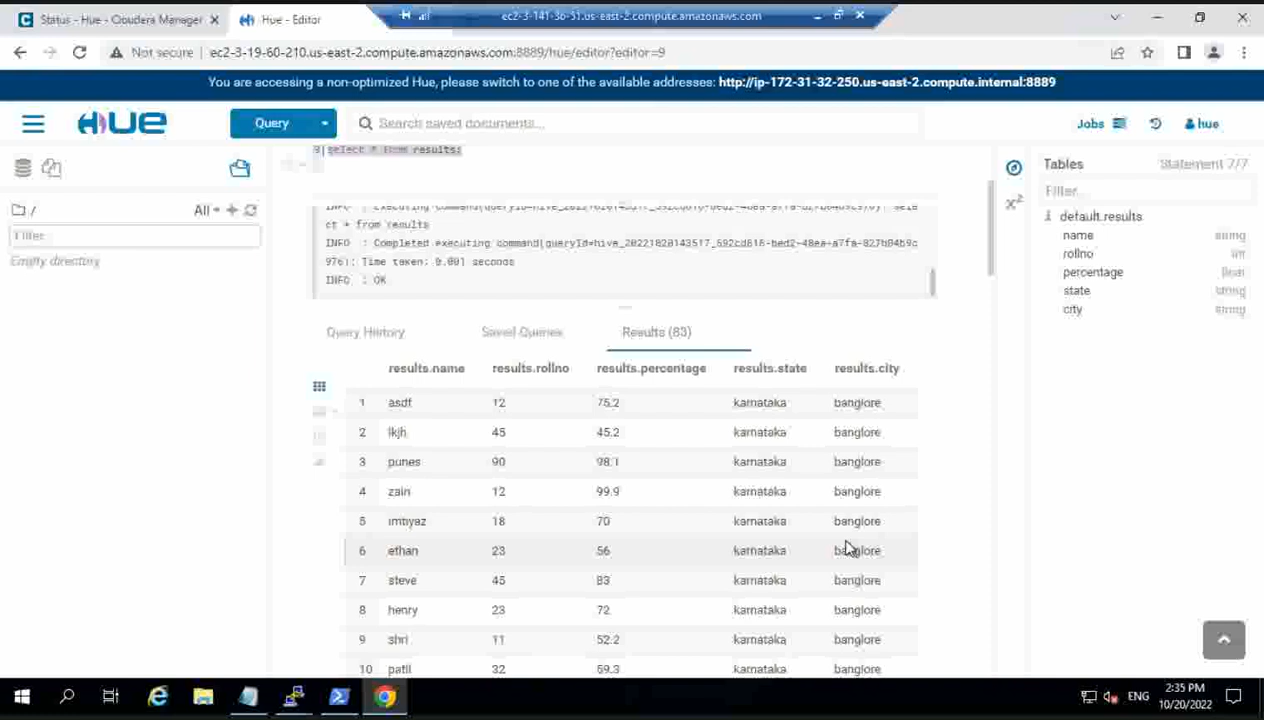 Status - Hue - Cloudera Manager
Hue - Editor
ec2-3-141-30-51.us-east-2.compute.amazonaws.com
Not secure
ec2-3-19-60-210.us-east-2.compute.amazonaws.com:8889/hue/editor?editor=9
You are accessing a non-optimized Hue, please switch to one of the available addresses: http://ip-172-31-32-250.us-east-2.compute.internal:8889
HUE
Query
Search saved documents...
Jobs
hue
select * from results;
Tables
Statement 7/7
Filter...
/
All
Filter
Empty directory
default.results
name string
rollno int
percentage float
state string
city string
ct * from results
INFO : Completed executing command(queryId=hive_20221020143517_592cd816-bed2-48ea-a7fa-827b84b9c
976); Time taken: 0.001 seconds
INFO : OK
Query History
Saved Queries
Results (83)
results.name results.rollno results.percentage results.state results.city
1 asdf 12 75.2 karnataka banglore
2 lkjh 45 45.2 karnataka banglore
3 punes 90 98.1 karnataka banglore
4 zain 12 99.9 karnataka banglore
5 imtiyaz 18 70 karnataka banglore
6 ethan 23 56 karnataka banglore
7 steve 45 83 karnataka banglore
8 henry 23 72 karnataka banglore
9 shri 11 52.2 karnataka banglore
10 patil 32 59.3 karnataka banglore
ENG
2:35 PM
10/20/2022